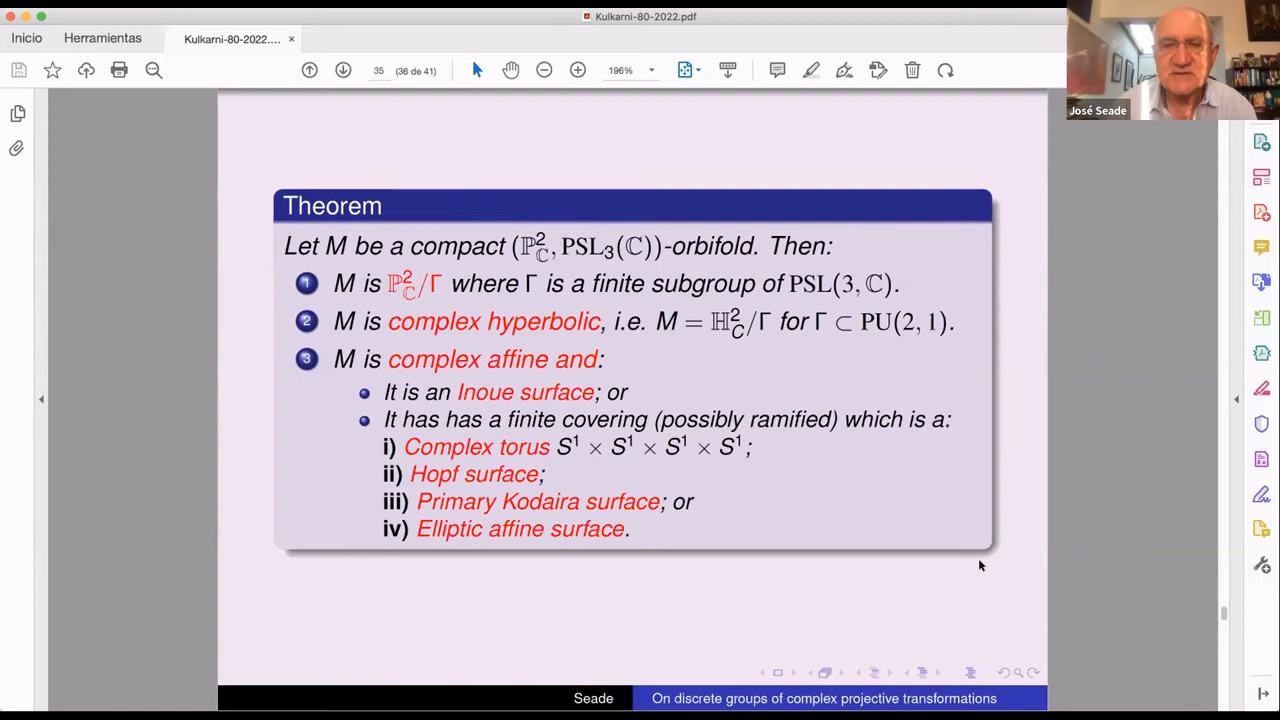 Kulkarni-80-2022.pdf
Inicio
Herramientas
Kulkarni-80-2022....
35
(36 de 41)
196%
José Seade
Theorem
Let M be a compact (ℙ²_ℂ, PSL₃(ℂ))-orbifold. Then:
1 M is ℙ²_ℂ/Γ where Γ is a finite subgroup of PSL(3, ℂ).
2 M is complex hyperbolic, i.e. M = ℍ²_C/Γ for Γ ⊂ PU(2, 1).
3 M is complex affine and:
It is an Inoue surface; or
It has has a finite covering (possibly ramified) which is a:
i) Complex torus S¹ × S¹ × S¹ × S¹;
ii) Hopf surface;
iii) Primary Kodaira surface; or
iv) Elliptic affine surface.
Seade
On discrete groups of complex projective transformations